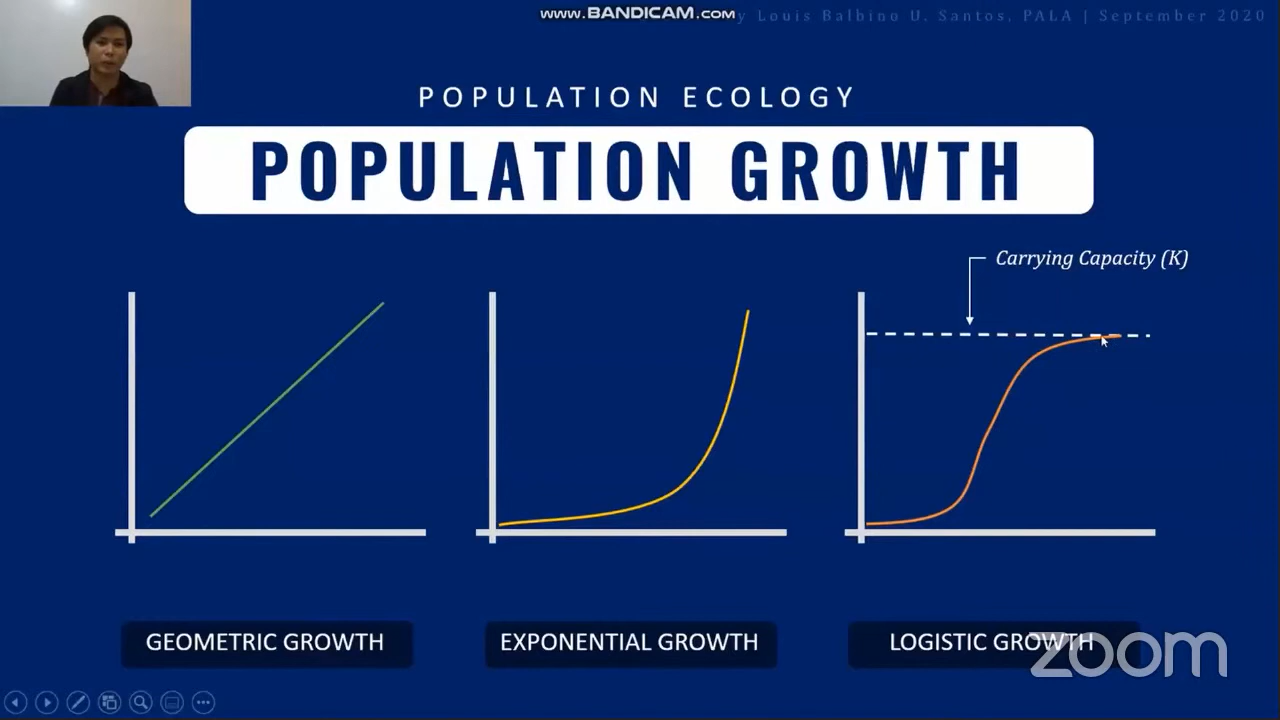 www.BANDICAM.com
y Louis Balbino U. Santos, PALA | September 2020
POPULATION ECOLOGY
POPULATION GROWTH
Carrying Capacity (K)
GEOMETRIC GROWTH
EXPONENTIAL GROWTH
LOGISTIC GROWTH
zoom